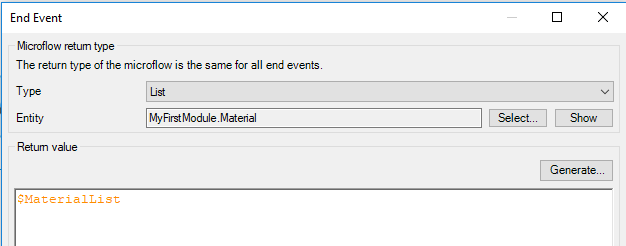 End Event
Microflow return type
The return type of the microflow is the same for all end events.
Type List
Entity MyFirstModule.Material Select... Show
Return value
Generate...
$MaterialList